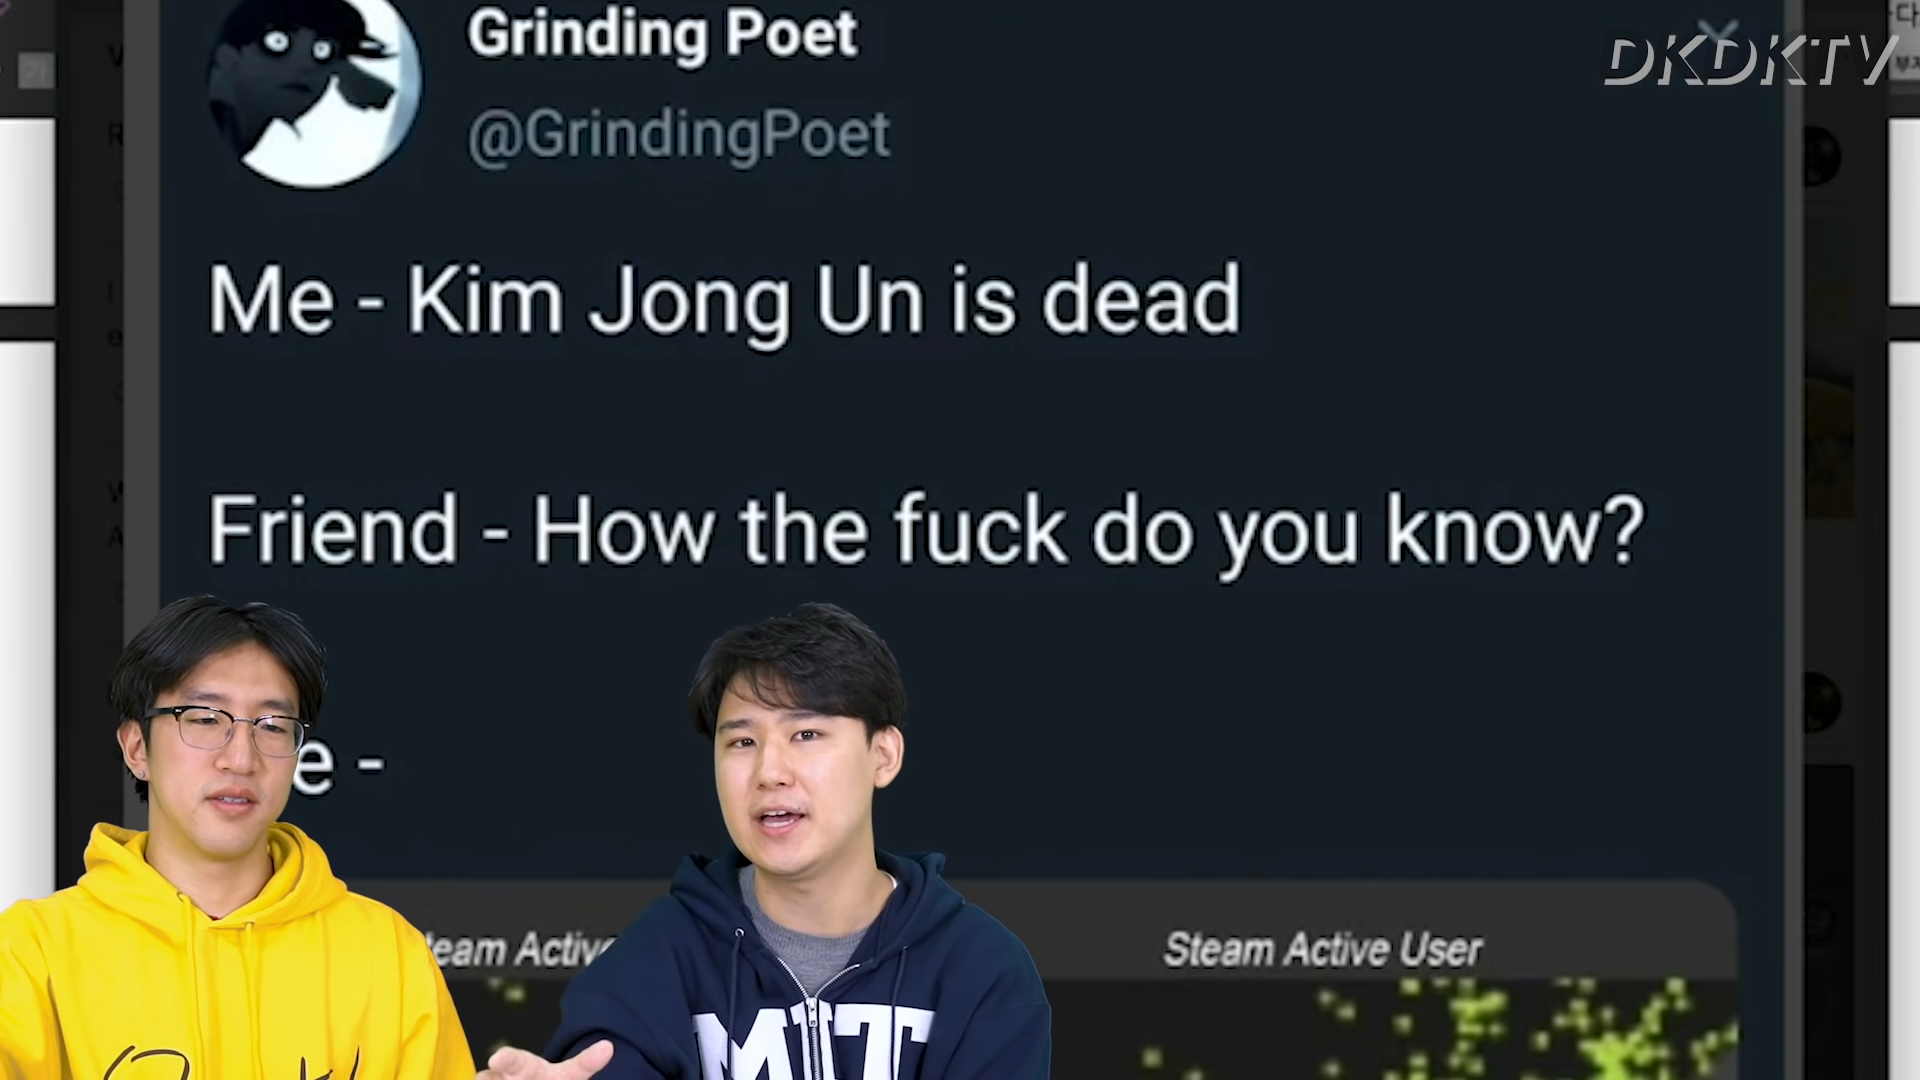 Grinding Poet
DKDKTV
@GrindingPoet
Me - Kim Jong Un is dead
Friend - How the fuck do you know?
e -
Steam Active User
MIT